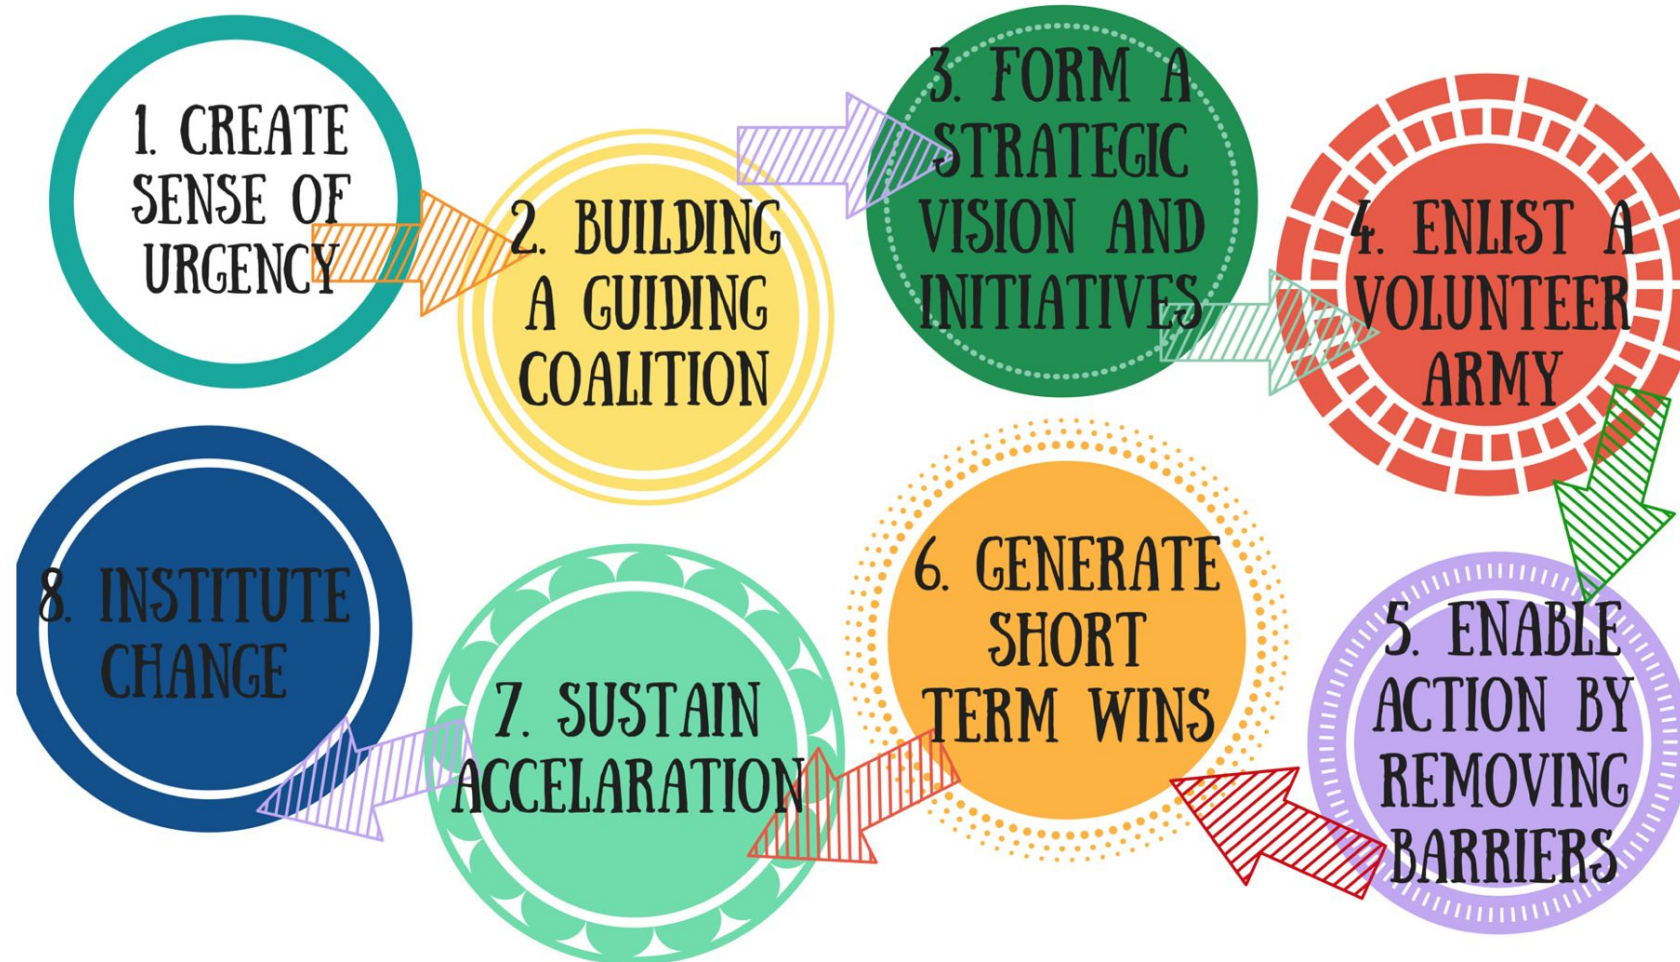 1. CREATE
SENSE OF
URGENCY
2. BUILDING
A GUIDING
COALITION
3. FORM A
STRATEGIC
VISION AND
INITIATIVES
4. ENLIST A
VOLUNTEER
ARMY
5. ENABLE
ACTION BY
REMOVING
BARRIERS
6. GENERATE
SHORT
TERM WINS
7. SUSTAIN
ACCELARATION
8. INSTITUTE
CHANGE